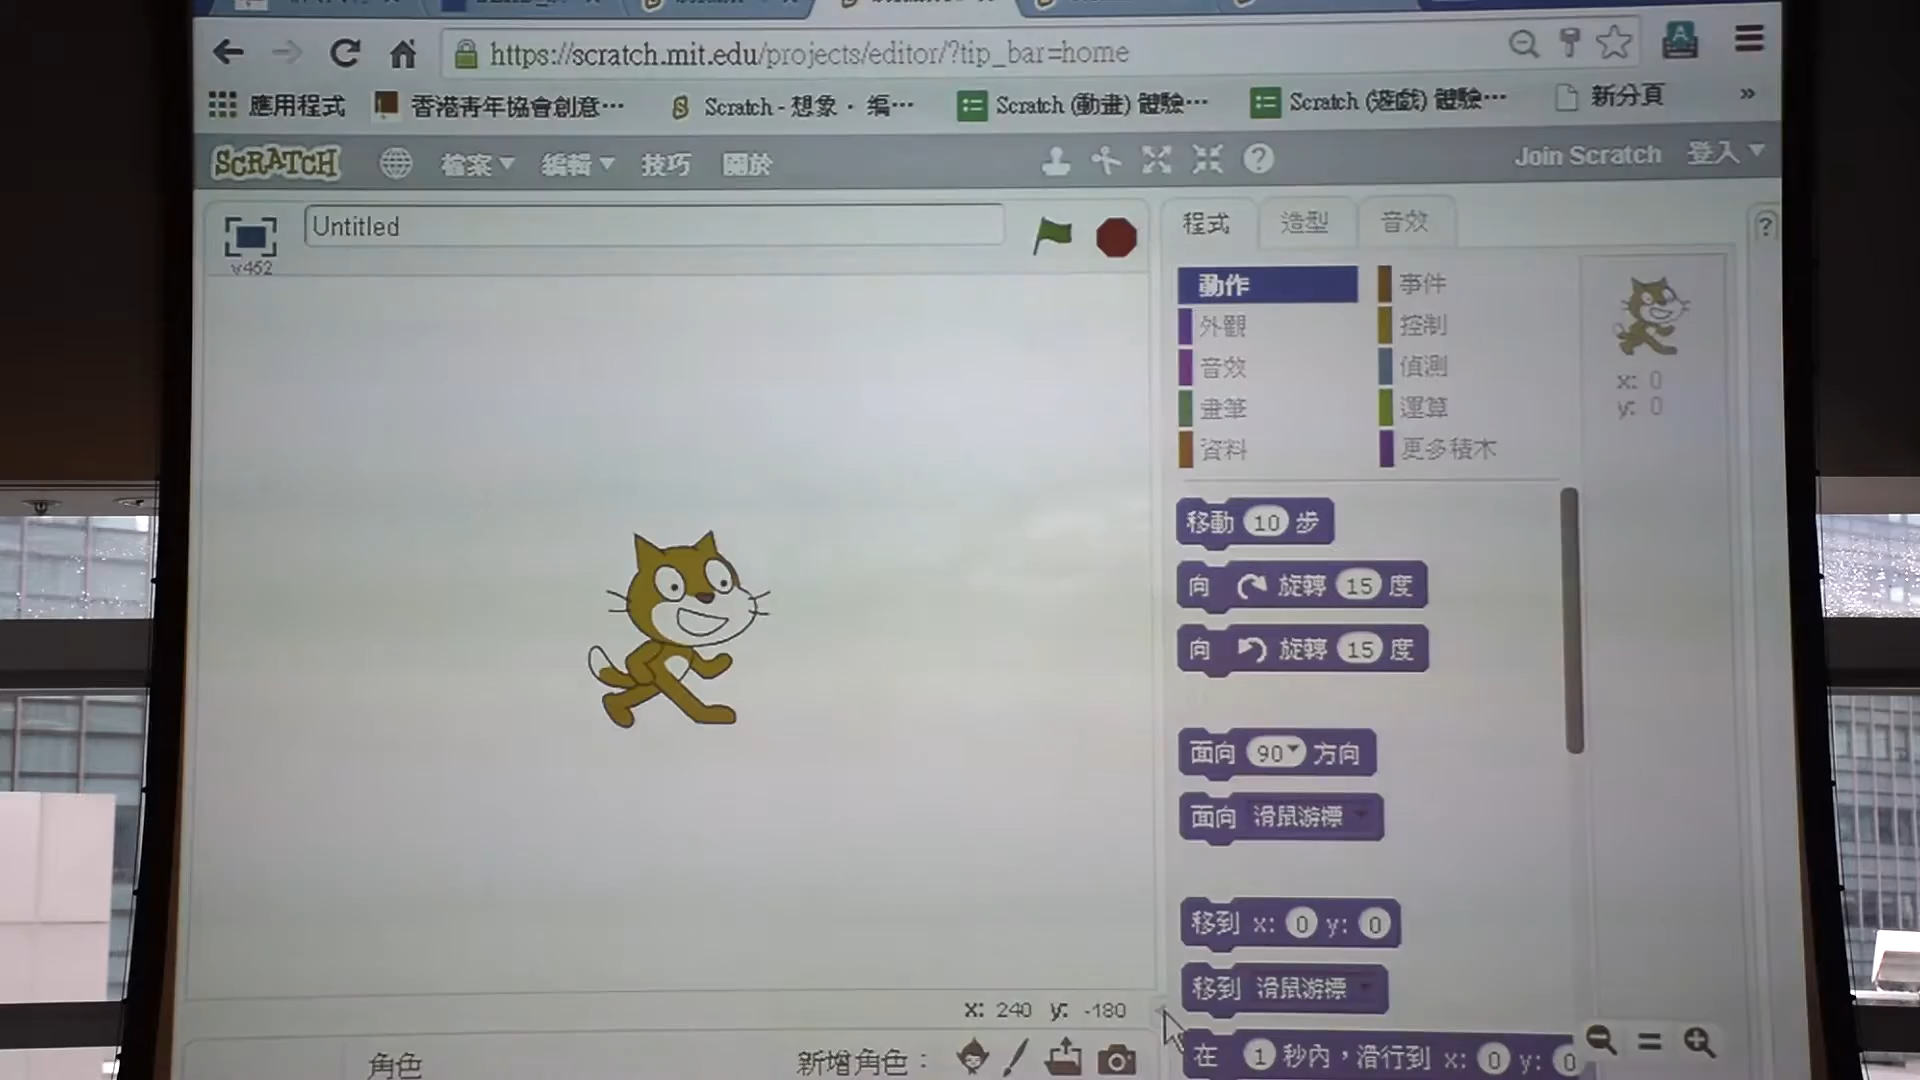 https://scratch.mit.edu/projects/editor/?tip_bar=home
應用程式 香港青年協會創意… Scratch - 想象 · 編… Scratch (動畫) 體驗… Scratch (遊戲) 體驗… 新分頁 »
SCRATCH 檔案 編輯 技巧 關於 Join Scratch 登入
Untitled
v452
程式 造型 音效
?
動作 事件
外觀 控制
音效 偵測
畫筆 運算
資料 更多積木
x: 0
y: 0
移動 10 步
向 旋轉 15 度
向 旋轉 15 度
面向 90 方向
面向 滑鼠游標
移到 x: 0 y: 0
移到 滑鼠游標
在 1 秒內，滑行到 x: 0 y: 0
x: 240 y: -180
角色 新增角色：